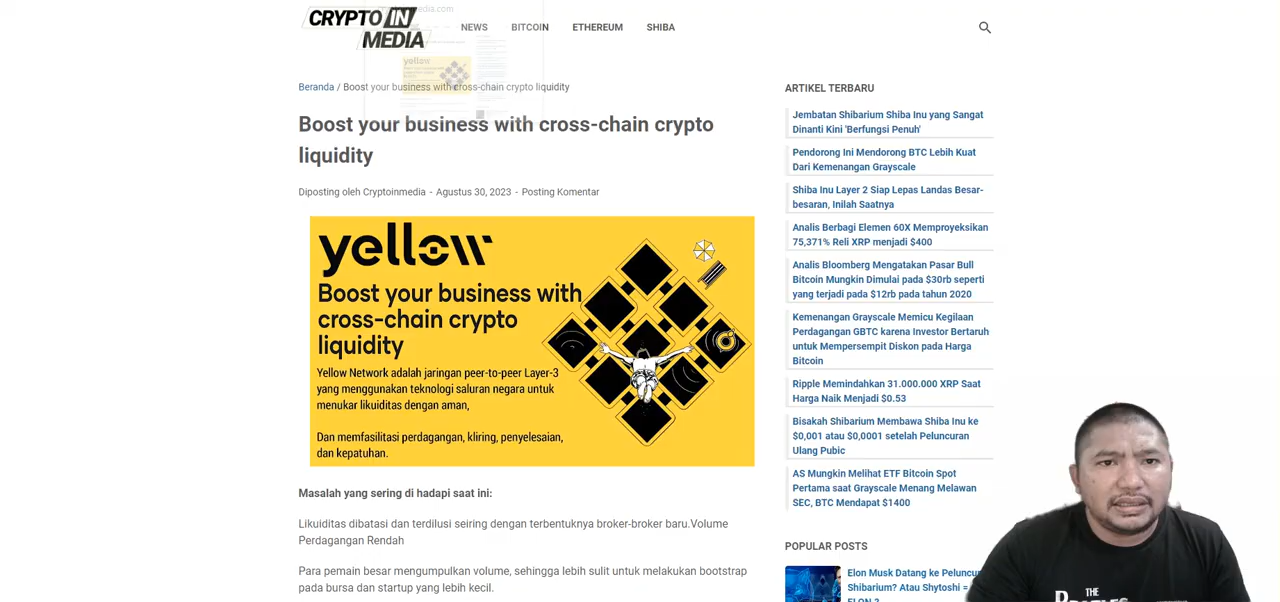 CRYPTO IN
MEDIA
NEWS BITCOIN ETHEREUM SHIBA
Beranda / Boost your business with cross-chain crypto liquidity
Boost your business with cross-chain crypto
liquidity
Diposting oleh Cryptoinmedia - Agustus 30, 2023 - Posting Komentar
yellow
Boost your business with
cross-chain crypto
liquidity
Yellow Network adalah jaringan peer-to-peer Layer-3
yang menggunakan teknologi saluran negara untuk
menukar likuiditas dengan aman,
Dan memfasilitasi perdagangan, kliring, penyelesaian,
dan kepatuhan.
Masalah yang sering di hadapi saat ini:
Likuiditas dibatasi dan terdilusi seiring dengan terbentuknya broker-broker baru.Volume
Perdagangan Rendah
Para pemain besar mengumpulkan volume, sehingga lebih sulit untuk melakukan bootstrap
pada bursa dan startup yang lebih kecil.
ARTIKEL TERBARU
Jembatan Shibarium Shiba Inu yang Sangat
Dinanti Kini 'Berfungsi Penuh'
Pendorong Ini Mendorong BTC Lebih Kuat
Dari Kemenangan Grayscale
Shiba Inu Layer 2 Siap Lepas Landas Besar-
besaran, Inilah Saatnya
Analis Berbagi Elemen 60X Memproyeksikan
75,371% Reli XRP menjadi $400
Analis Bloomberg Mengatakan Pasar Bull
Bitcoin Mungkin Dimulai pada $30rb seperti
yang terjadi pada $12rb pada tahun 2020
Kemenangan Grayscale Memicu Kegilaan
Perdagangan GBTC karena Investor Bertaruh
untuk Mempersempit Diskon pada Harga
Bitcoin
Ripple Memindahkan 31.000.000 XRP Saat
Harga Naik Menjadi $0.53
Bisakah Shibarium Membawa Shiba Inu ke
$0,001 atau $0,0001 setelah Peluncuran
Ulang Pubic
AS Mungkin Melihat ETF Bitcoin Spot
Pertama saat Grayscale Menang Melawan
SEC, BTC Mendapat $1400
POPULAR POSTS
Elon Musk Datang ke Peluncur
Shibarium? Atau Shytoshi =
THE